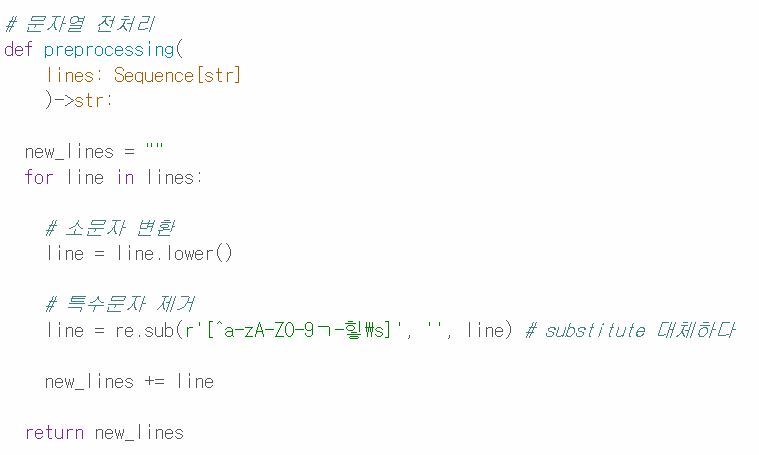 # 문자열 전처리
def preprocessing(
    lines: Sequence[str]
    )->str:
  new_lines = ""
  for line in lines:
    # 소문자 변환
    line = line.lower()
    # 특수문자 제거
    line = re.sub(r'[^a-zA-Z0-9ㄱ-힣₩s]', '', line) # substitute 대체하다
    new_lines += line
  return new_lines